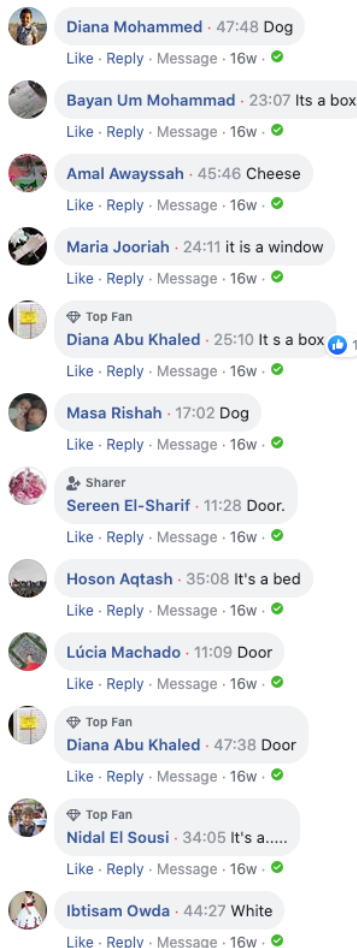 Diana Mohammed · 47:48 Dog
Like · Reply · Message · 16w ·
Bayan Um Mohammad · 23:07 Its a box
Like · Reply · Message · 16w ·
Amal Awayssah · 45:46 Cheese
Like · Reply · Message · 16w ·
Maria Jooriah · 24:11 it is a window
Like · Reply · Message · 16w ·
Top Fan
Diana Abu Khaled · 25:10 It s a box 1
Like · Reply · Message · 16w ·
Masa Rishah · 17:02 Dog
Like · Reply · Message · 16w ·
Sharer
Sereen El-Sharif · 11:28 Door.
Like · Reply · Message · 16w ·
Hoson Aqtash · 35:08 It's a bed
Like · Reply · Message · 16w ·
Lúcia Machado · 11:09 Door
Like · Reply · Message · 16w ·
Top Fan
Diana Abu Khaled · 47:38 Door
Like · Reply · Message · 16w ·
Top Fan
Nidal El Sousi · 34:05 It's a.....
Like · Reply · Message · 16w ·
Ibtisam Owda · 44:27 White
Like · Reply · Message · 16w ·